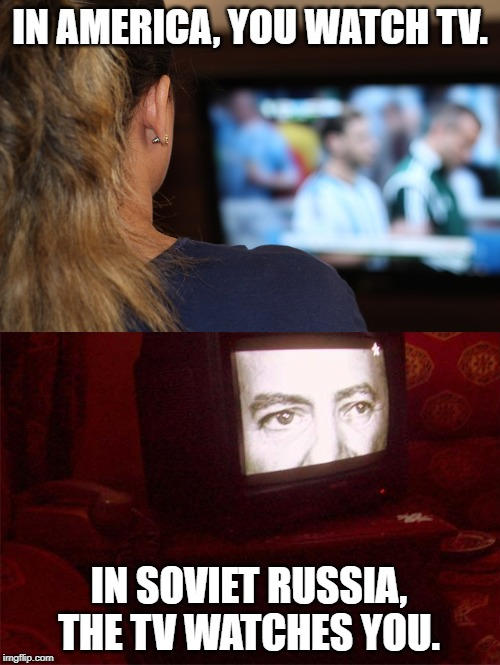 IN AMERICA, YOU WATCH TV.
IN SOVIET RUSSIA,
THE TV WATCHES YOU.
imgflip.com